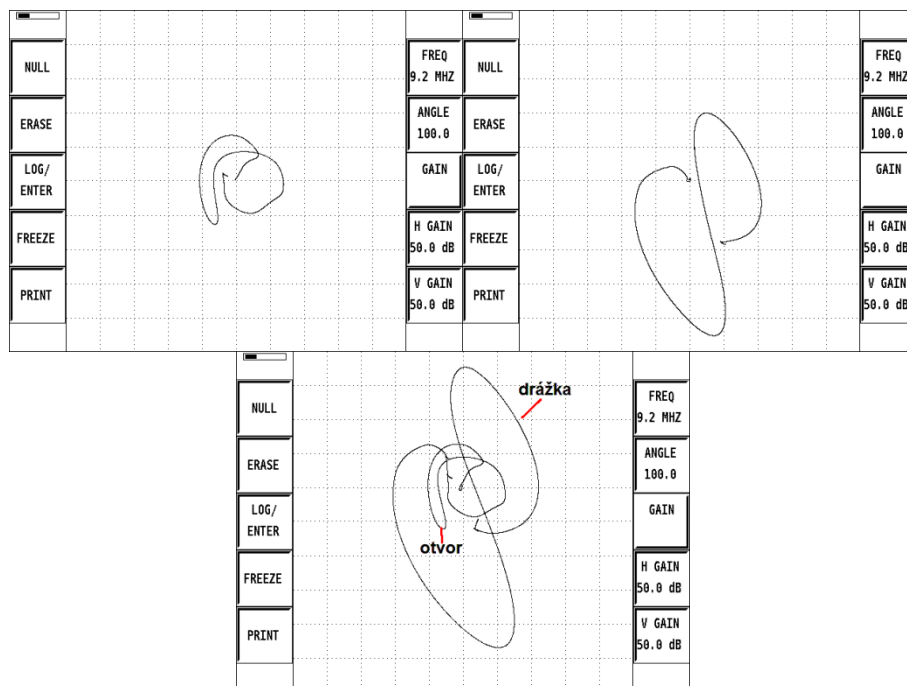 NULL
ERASE
LOG/
ENTER
FREEZE
PRINT
FREQ
9.2 MHZ
ANGLE
100.0
GAIN
H GAIN
50.0 dB
V GAIN
50.0 dB
NULL
ERASE
LOG/
ENTER
FREEZE
PRINT
FREQ
9.2 MHZ
ANGLE
100.0
GAIN
H GAIN
50.0 dB
V GAIN
50.0 dB
NULL
ERASE
LOG/
ENTER
FREEZE
PRINT
drážka
otvor
FREQ
9.2 MHZ
ANGLE
100.0
GAIN
H GAIN
50.0 dB
V GAIN
50.0 dB